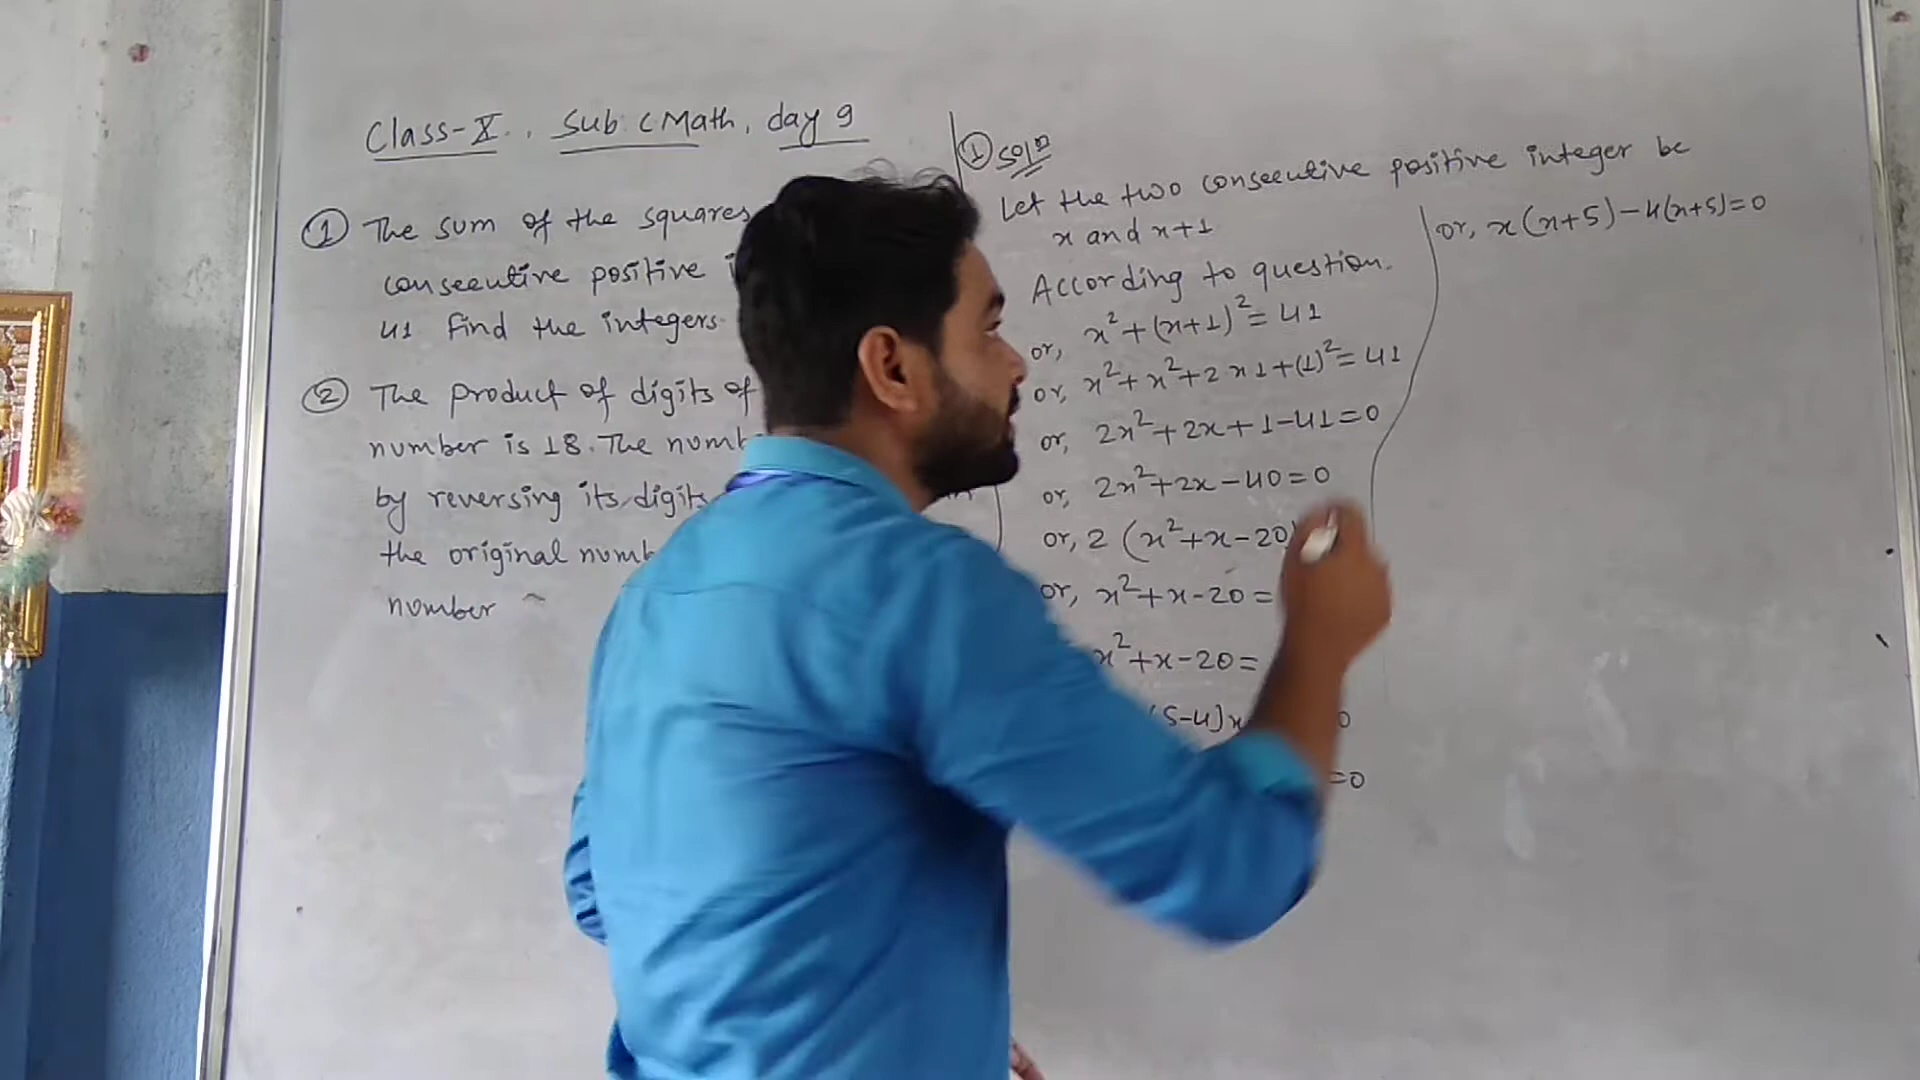 Class-X. Sub: C Math, day 9
① The sum of the squares
consecutive positive
41 find the integers
② The product of digits of
number is 18. The
by reversing its digits
the original
number
① Solⁿ
Let the two consecutive positive integer be
x and x+1
According to question.
or, x²+(x+1)²=41
or, x²+x²+2 x 1+(1)²=41
or, 2x²+2x+1-41=0
or, 2x²+2x-40=0
or, 2 (x²+x-20)
or, x²+x-20=
x²+x-20=
(5-4)x 0
=0
or, x(x+5)-4(x+5)=0